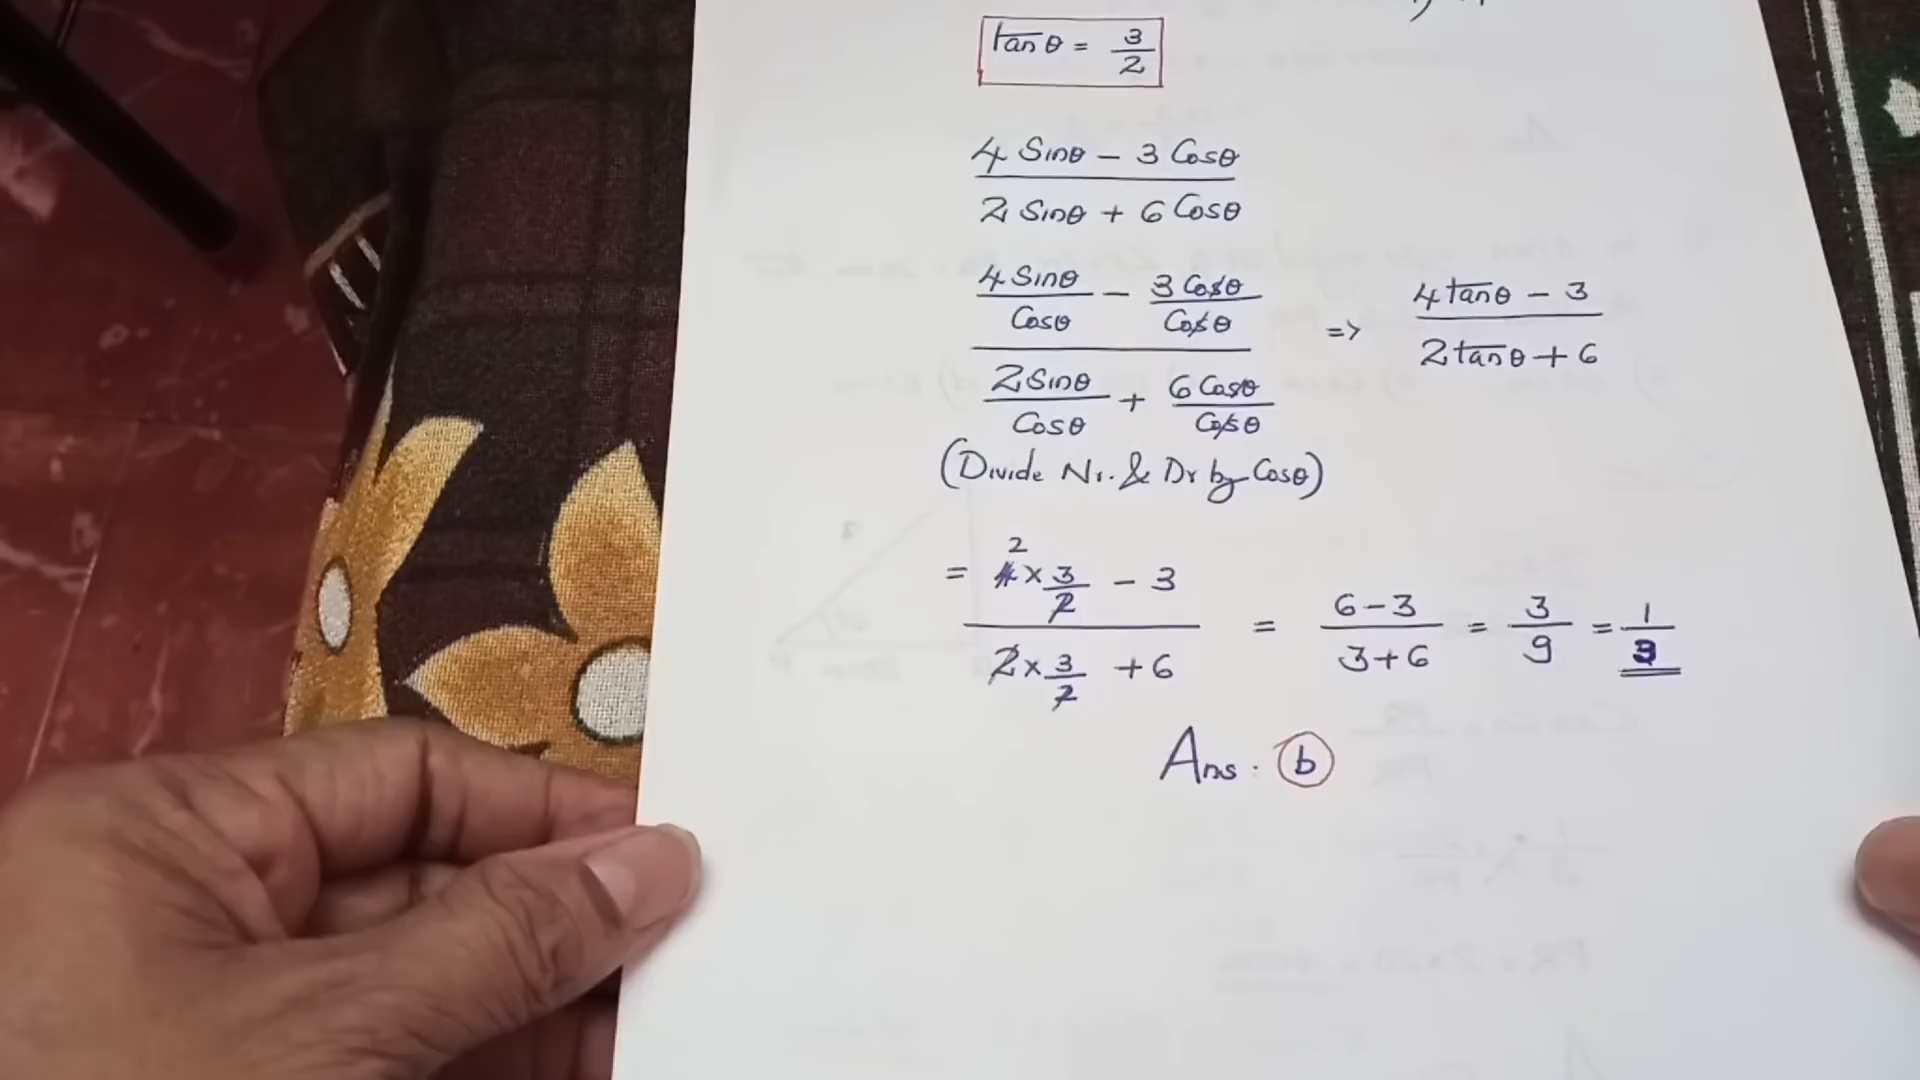 tanθ = 3/2
4 Sinθ − 3 Cosθ
2 Sinθ + 6 Cosθ
4 Sinθ/Cosθ − 3 Cosθ/Cosθ => 4 tanθ − 3
2 Sinθ/Cosθ + 6 Cosθ/Cosθ 2 tanθ + 6
(Divide Nr. & Dr by Cosθ)
2
= 4 × 3/2 − 3 = 6 − 3 = 3 = 1
2 × 3/2 + 6 3 + 6 9 3
Ans. b